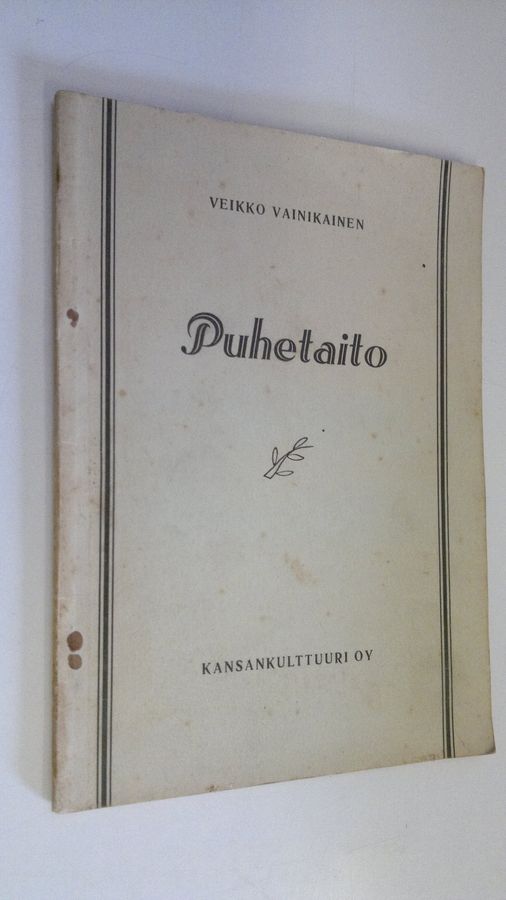 VEIKKO VAINIKAINEN
Puhetaito
KANSANKULTTUURI OY